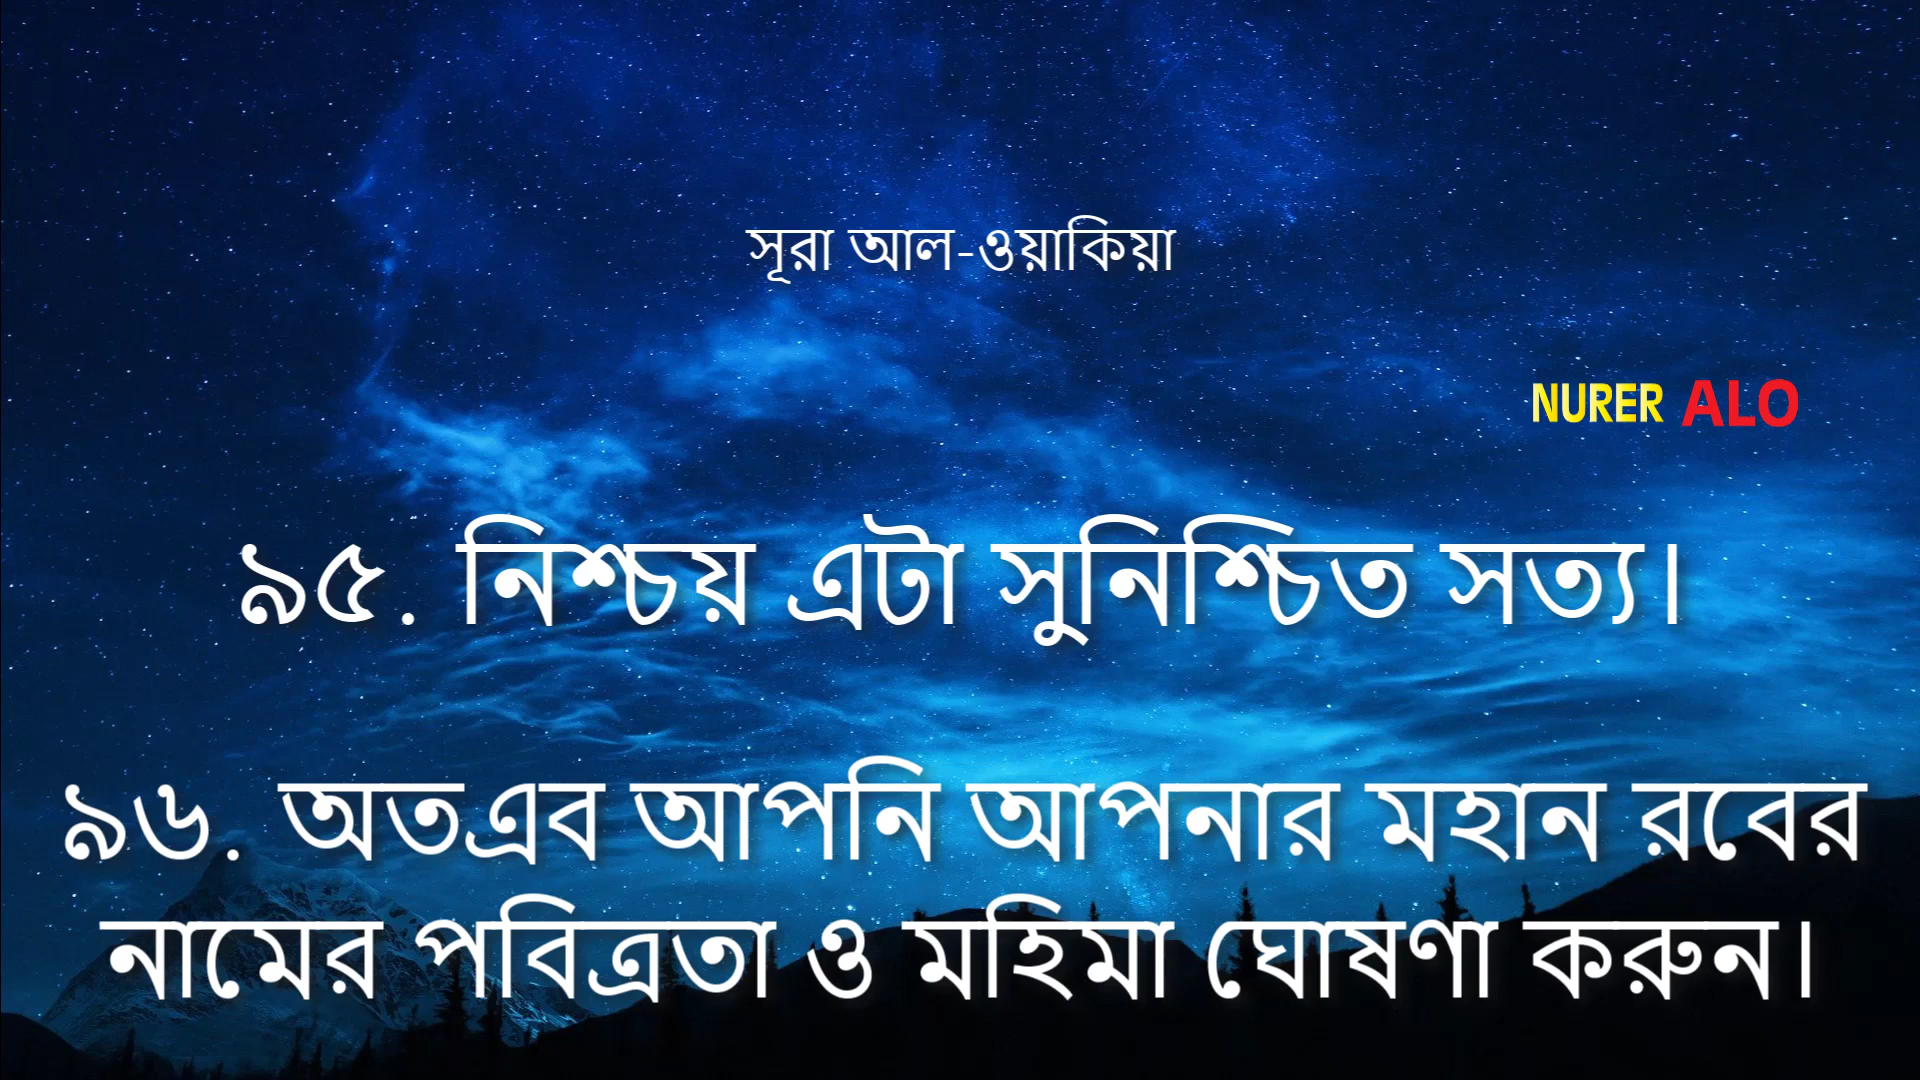 সূরা আল-ওয়াকিয়া
NURER ALO
৯৫. নিশ্চয় এটা সুনিশ্চিত সত্য।
৯৬. অতএব আপনি আপনার মহান রবের
নামের পবিত্রতা ও মহিমা ঘোষণা করুন।